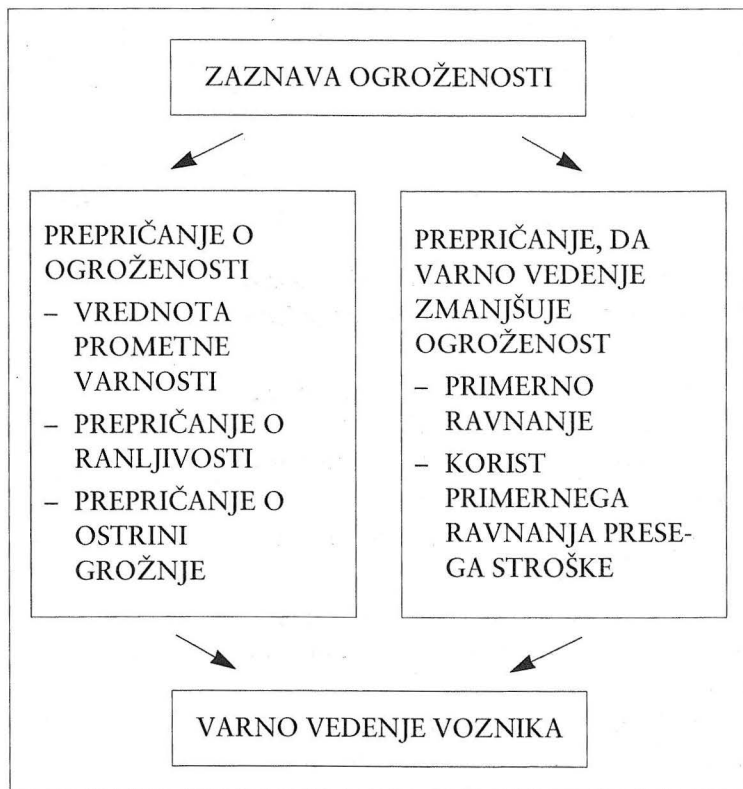 ZAZNAVA OGROŽENOSTI
PREPRIČANJE O
OGROŽENOSTI
– VREDNOTA
PROMETNE
VARNOSTI
– PREPRIČANJE O
RANLJIVOSTI
– PREPRIČANJE O
OSTRINI
GROŽNJE
PREPRIČANJE, DA
VARNO VEDENJE
ZMANJŠUJE
OGROŽENOST
– PRIMERNO
RAVNANJE
– KORIST
PRIMERNEGA
RAVNANJA PRESE-
GA STROŠKE
VARNO VEDENJE VOZNIKA